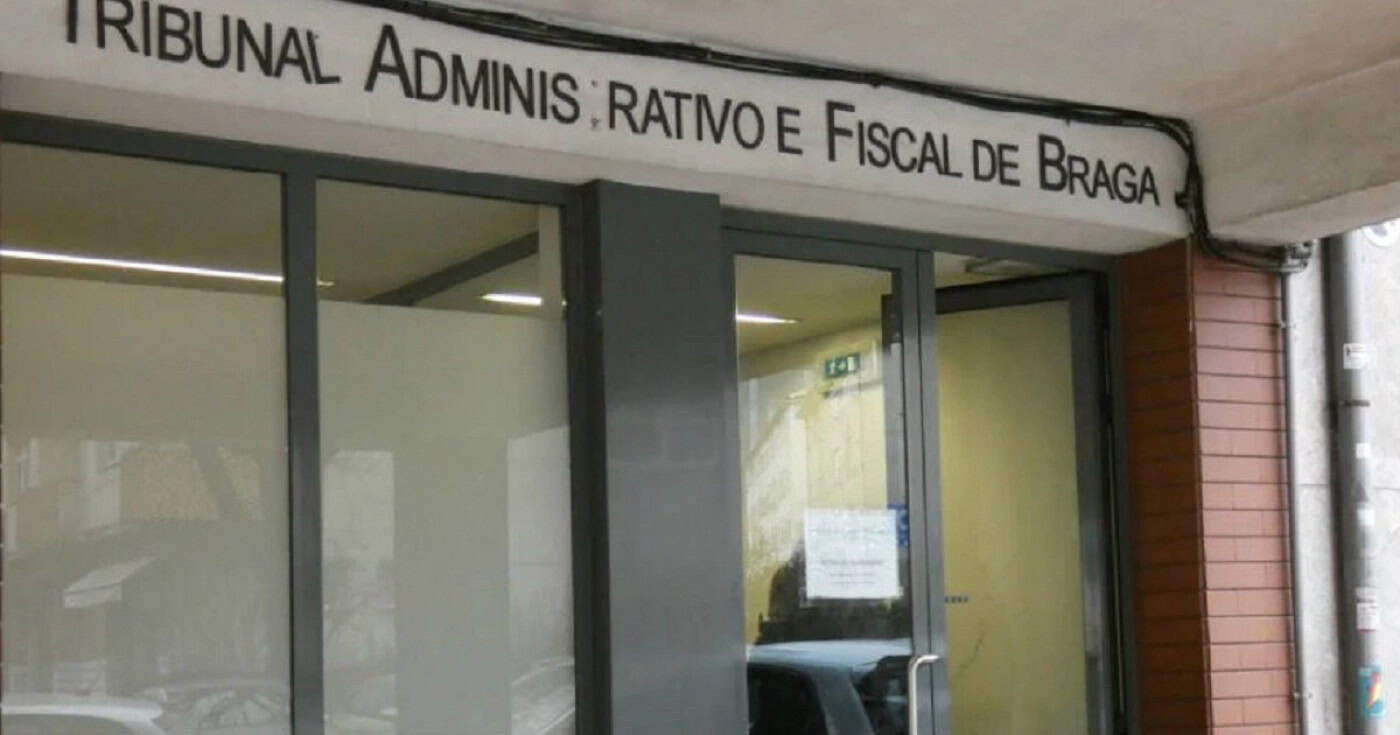 TRIBUNAL ADMINIS RATIVO E FISCAL DE BRAGA